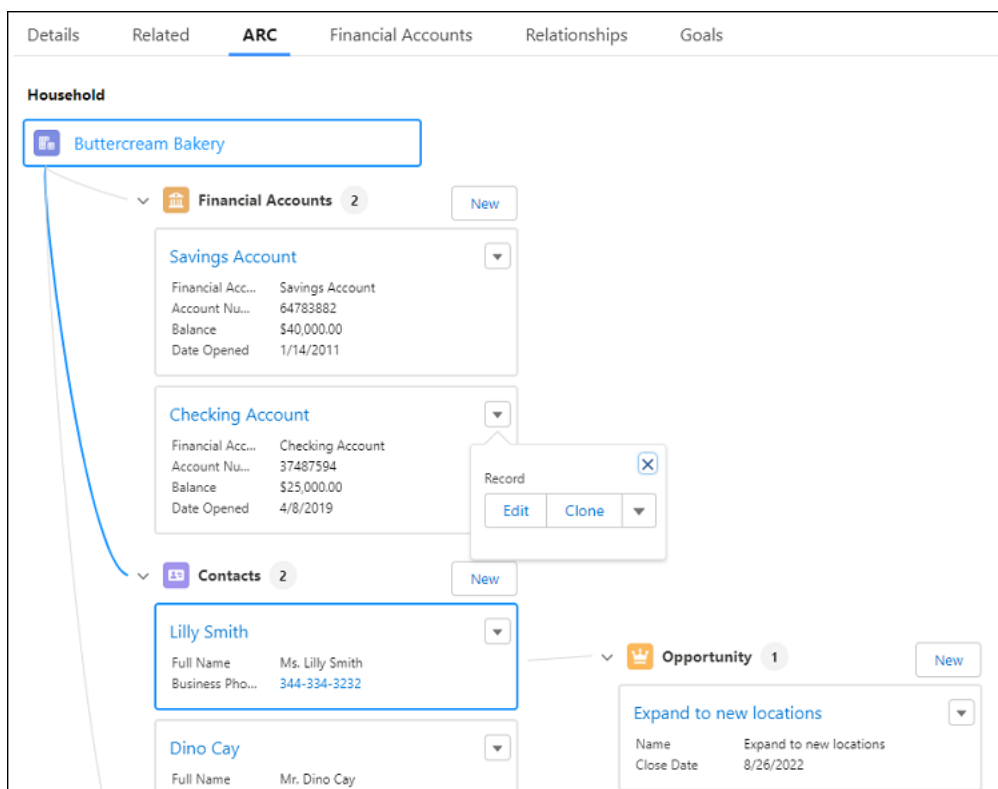 Details Related ARC Financial Accounts Relationships Goals
Household
Buttercream Bakery
Financial Accounts 2 New
Savings Account
Financial Acc... Savings Account
Account Nu... 64783882
Balance $40,000.00
Date Opened 1/14/2011
Checking Account
Financial Acc... Checking Account
Account Nu... 37487594
Balance $25,000.00
Date Opened 4/8/2019
Record
Edit Clone
Contacts 2 New
Lilly Smith
Full Name Ms. Lilly Smith
Business Pho... 344-334-3232
Opportunity 1 New
Expand to new locations
Name Expand to new locations
Close Date 8/26/2022
Dino Cay
Full Name Mr. Dino Cay